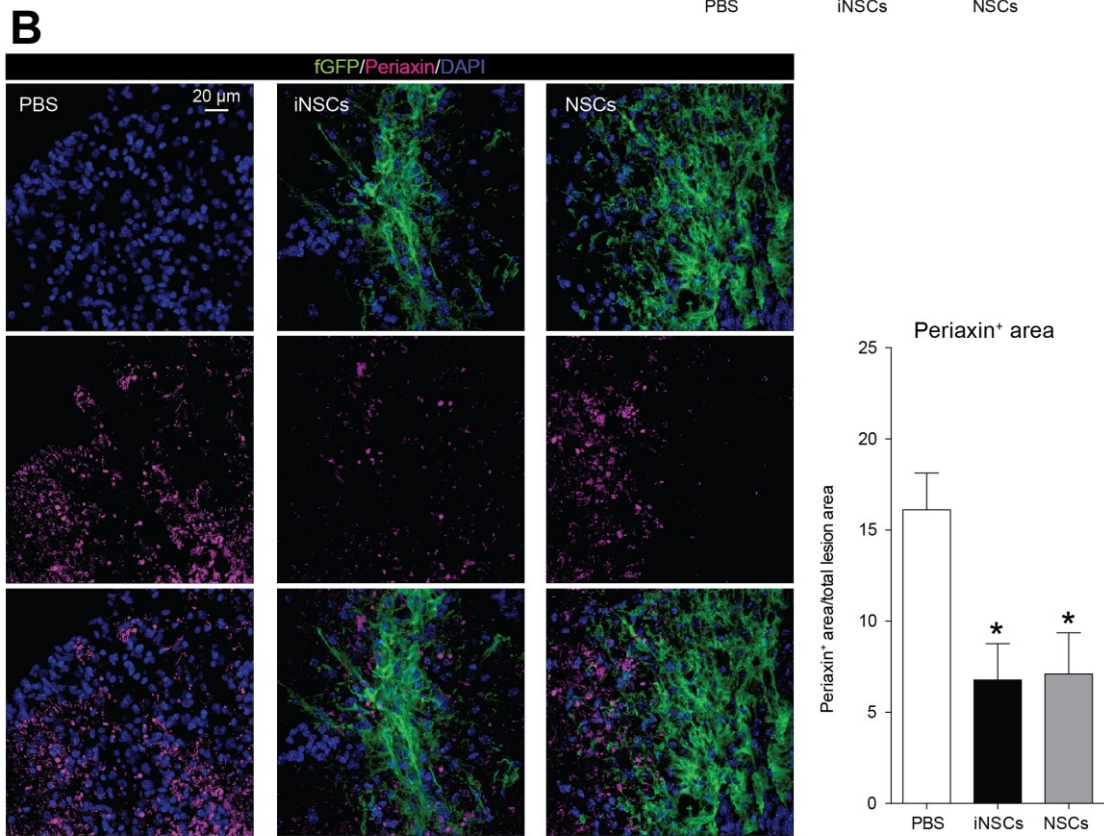 PBS iNSCs NSCs
B
fGFP/Periaxin/DAPI
PBS
20 µm
iNSCs
NSCs
Periaxin⁺ area
Periaxin⁺ area/total lesion area
25
20
15
10
5
0
*
*
PBS iNSCs NSCs